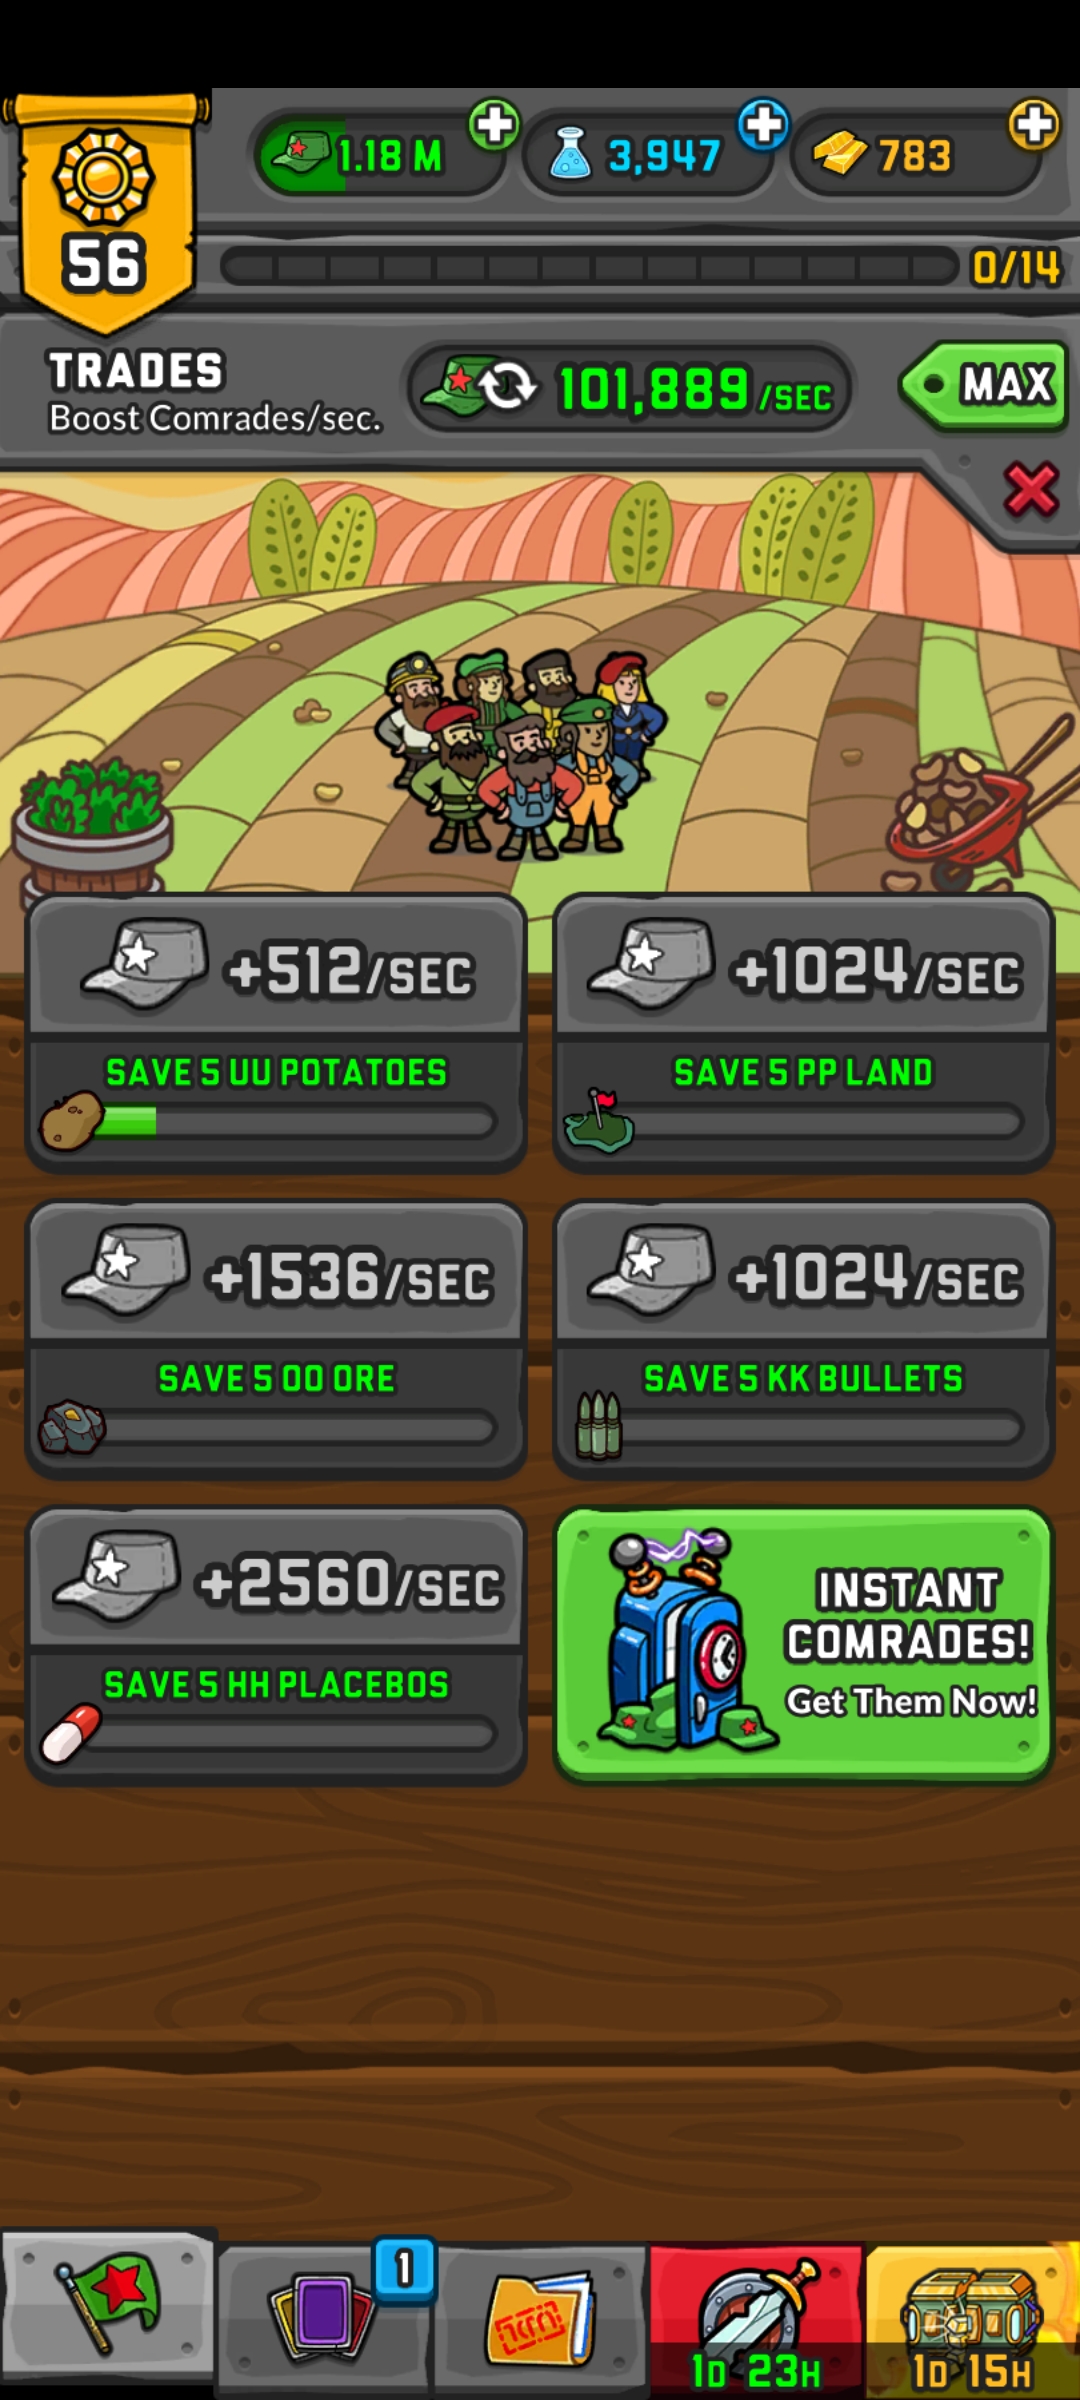 1.18 M
3,947
783
56
0/14
TRADES
Boost Comrades/sec.
101,889 /SEC
MAX
+512/SEC
SAVE 5 UU POTATOES
+1024/SEC
SAVE 5 PP LAND
+1536/SEC
SAVE 5 OO ORE
+1024/SEC
SAVE 5 KK BULLETS
+2560/SEC
SAVE 5 HH PLACEBOS
INSTANT
COMRADES!
Get Them Now!
1
1D 23H
1D 15H